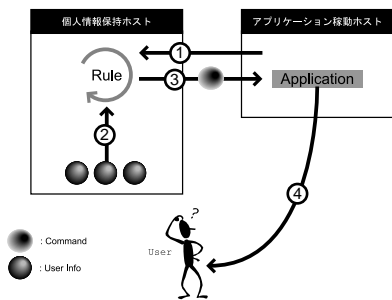 個人情報保持ホスト
アプリケーション稼動ホスト
1
Rule
3
Application
2
4
?
User
: Command
: User Info